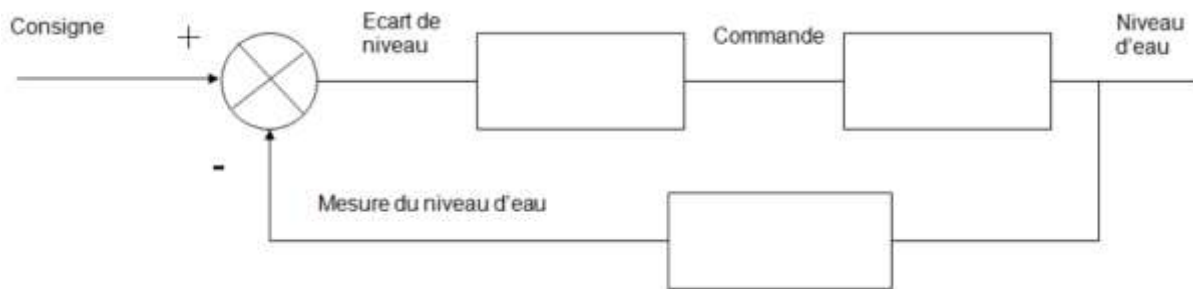 Consigne
+
Ecart de
niveau
Commande
Niveau
d'eau
-
Mesure du niveau d'eau